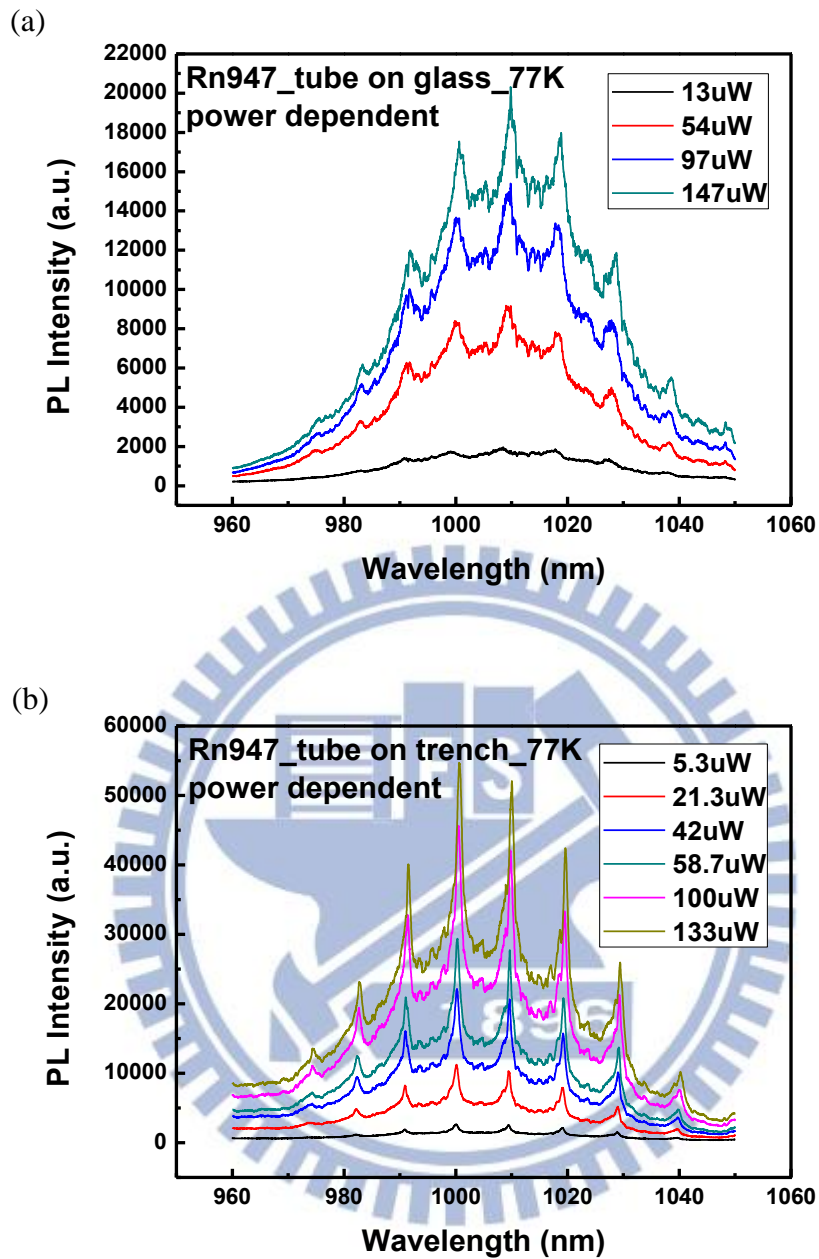 (a)
22000
20000
18000
16000
14000
12000
10000
8000
6000
4000
2000
0
PL Intensity (a.u.)
Rn947_tube on glass_77K
power dependent
13uW
54uW
97uW
147uW
960 980 1000 1020 1040 1060
Wavelength (nm)
(b)
60000
50000
40000
30000
20000
10000
0
PL Intensity (a.u.)
Rn947_tube on trench_77K
power dependent
5.3uW
21.3uW
42uW
58.7uW
100uW
133uW
ES
1896
960 980 1000 1020 1040 1060
Wavelength (nm)